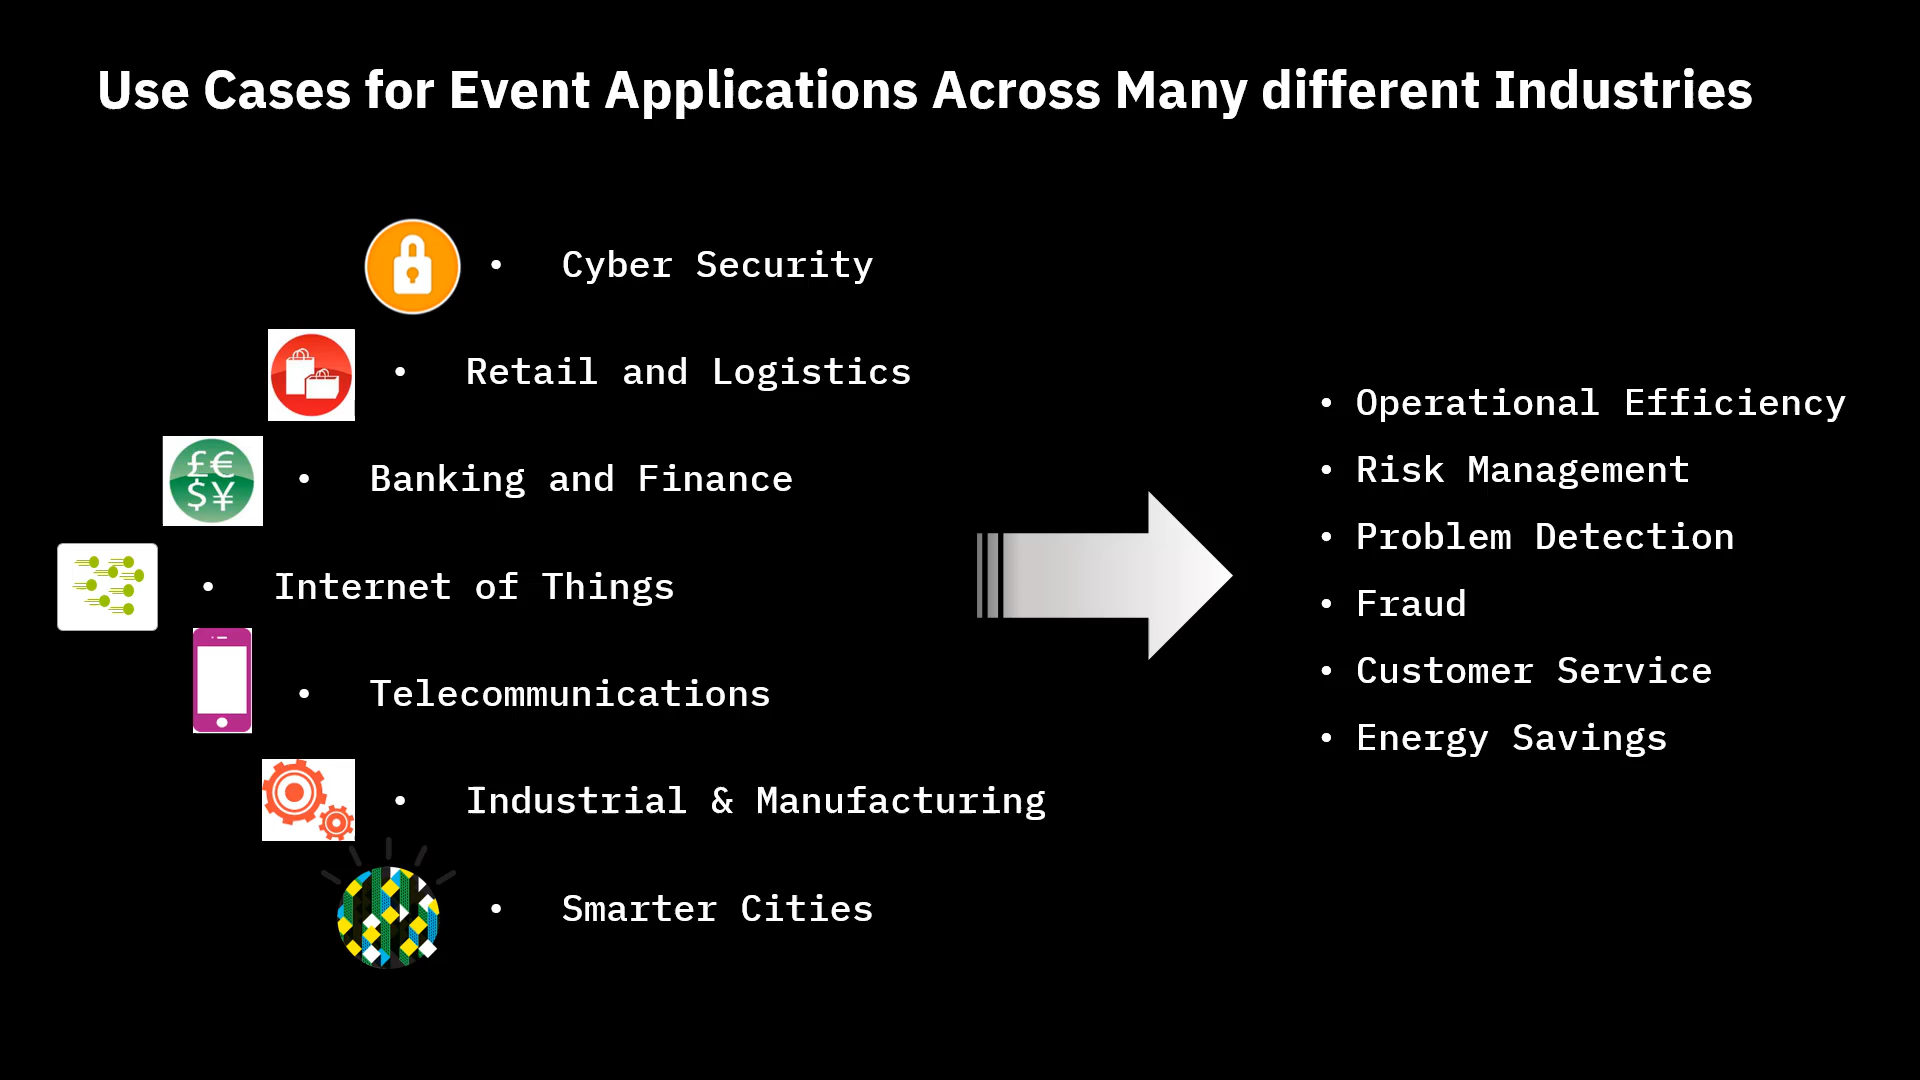 Use Cases for Event Applications Across Many different Industries
• Cyber Security
• Retail and Logistics
• Banking and Finance
£€
$¥
• Internet of Things
• Telecommunications
• Industrial & Manufacturing
• Smarter Cities
• Operational Efficiency
• Risk Management
• Problem Detection
• Fraud
• Customer Service
• Energy Savings